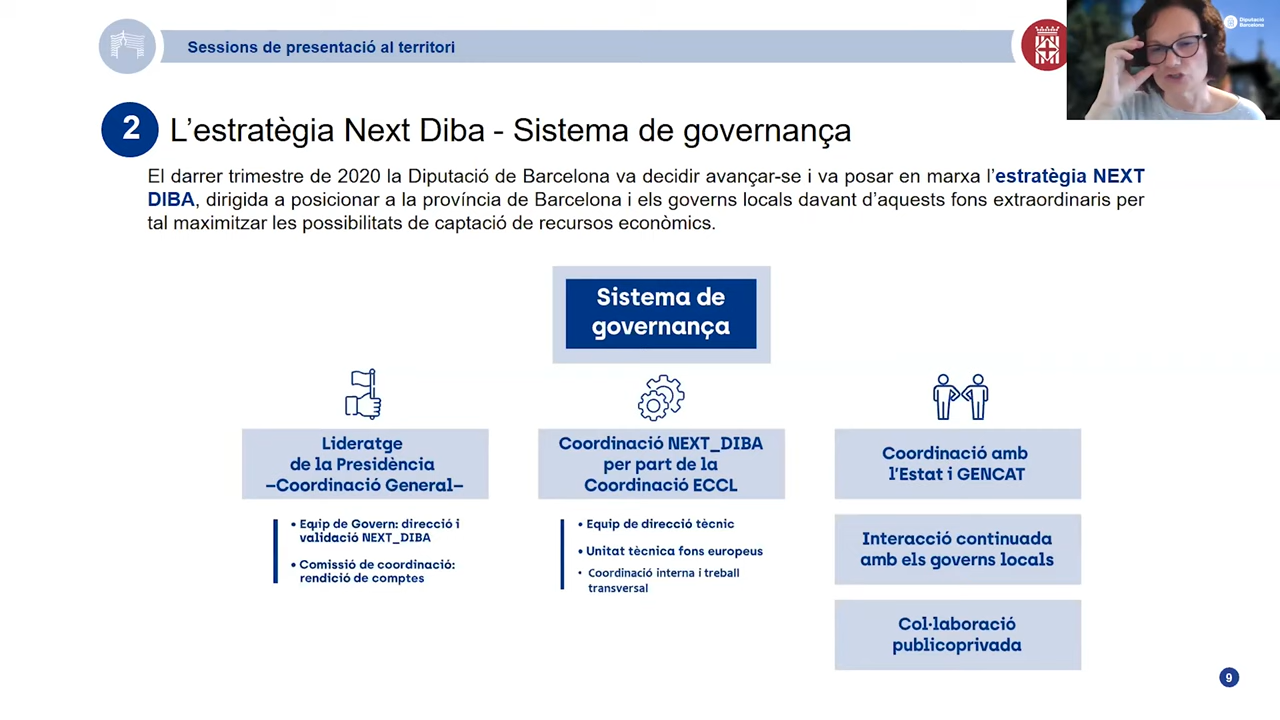 Sessions de presentació al territori
Diputació
Barcelona
2
L’estratègia Next Diba - Sistema de governança
El darrer trimestre de 2020 la Diputació de Barcelona va decidir avançar-se i va posar en marxa l’estratègia NEXT
DIBA, dirigida a posicionar a la província de Barcelona i els governs locals davant d’aquests fons extraordinaris per
tal maximitzar les possibilitats de captació de recursos econòmics.
Sistema de
governança
Lideratge
de la Presidència
–Coordinació General–
• Equip de Govern: direcció i
validació NEXT_DIBA
• Comissió de coordinació:
rendició de comptes
Coordinació NEXT_DIBA
per part de la
Coordinació ECCL
• Equip de direcció tècnic
• Unitat tècnica fons europeus
• Coordinació interna i treball
transversal
Coordinació amb
l’Estat i GENCAT
Interacció continuada
amb els governs locals
Col·laboració
publicoprivada
9